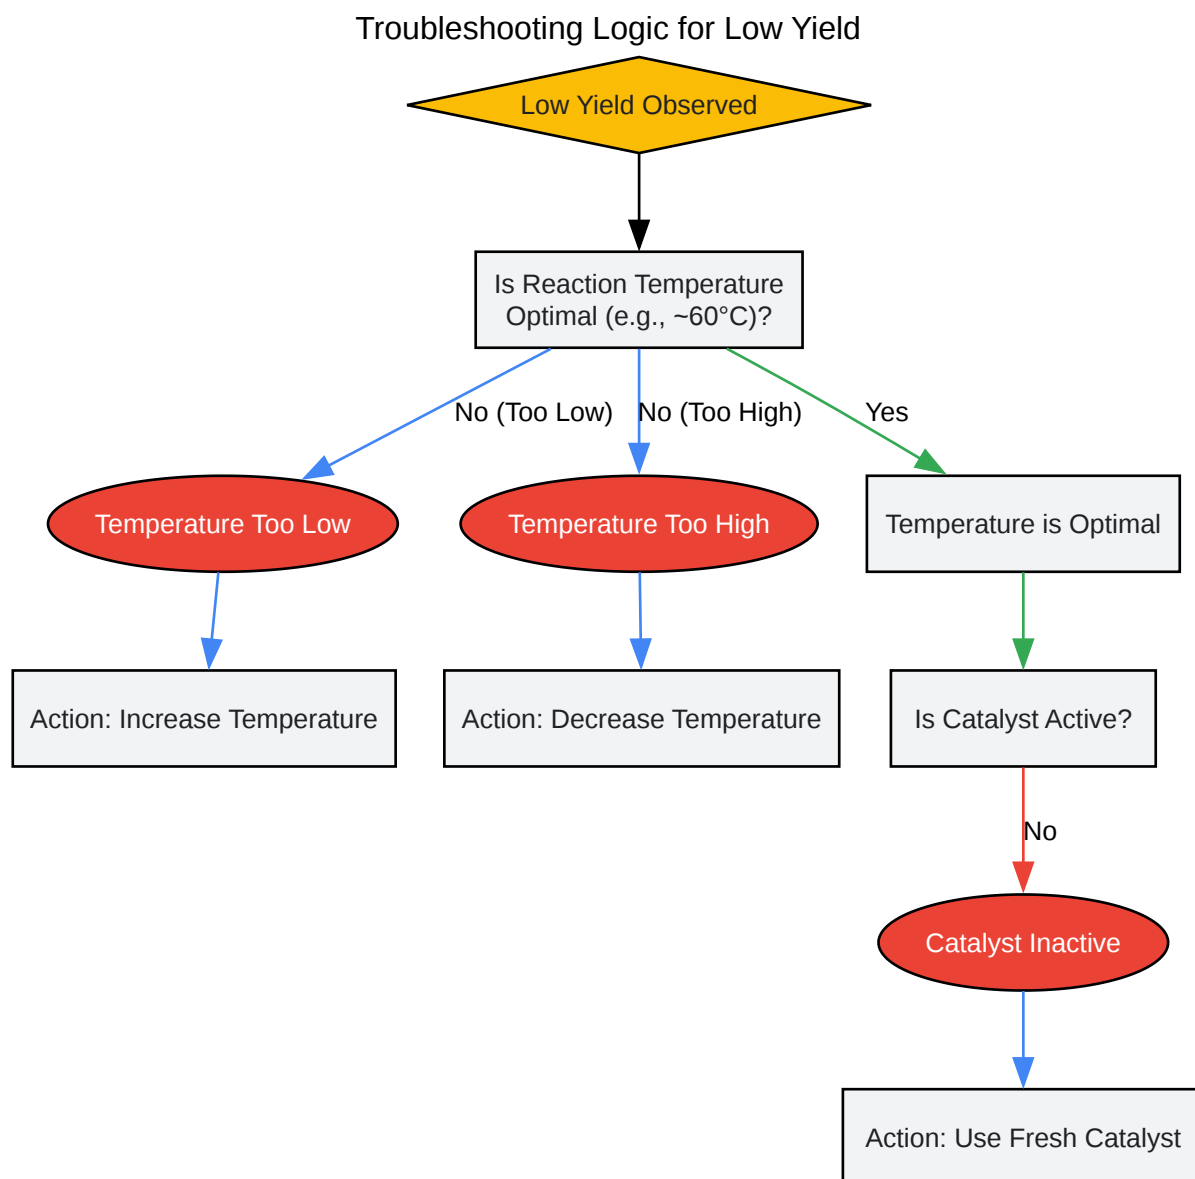 Troubleshooting Logic for Low Yield
Low Yield Observed
Is Reaction Temperature
Optimal (e.g., ~60°C)?
No (Too Low)
No (Too High)
Yes
Temperature Too Low
Temperature Too High
Temperature is Optimal
Action: Increase Temperature
Action: Decrease Temperature
Is Catalyst Active?
No
Catalyst Inactive
Action: Use Fresh Catalyst